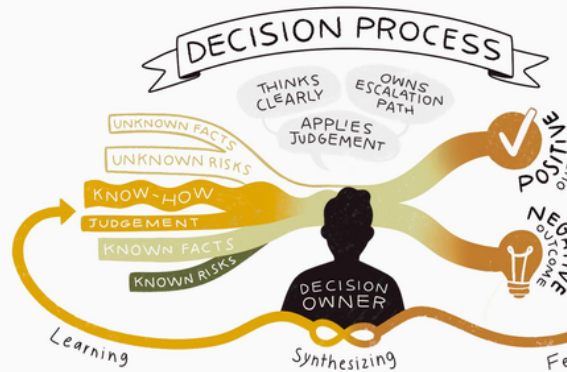 DECISION PROCESS
THINKS
CLEARLY
OWNS
ESCALATION
PATH
APPLIES
JUDGEMENT
UNKNOWN FACTS
UNKNOWN RISKS
KNOW-HOW
JUDGEMENT
KNOWN FACTS
KNOWN RISKS
DECISION
OWNER
POSITIVE
NEGATIVE
OUTCOME
Learning
Synthesizing
Fe